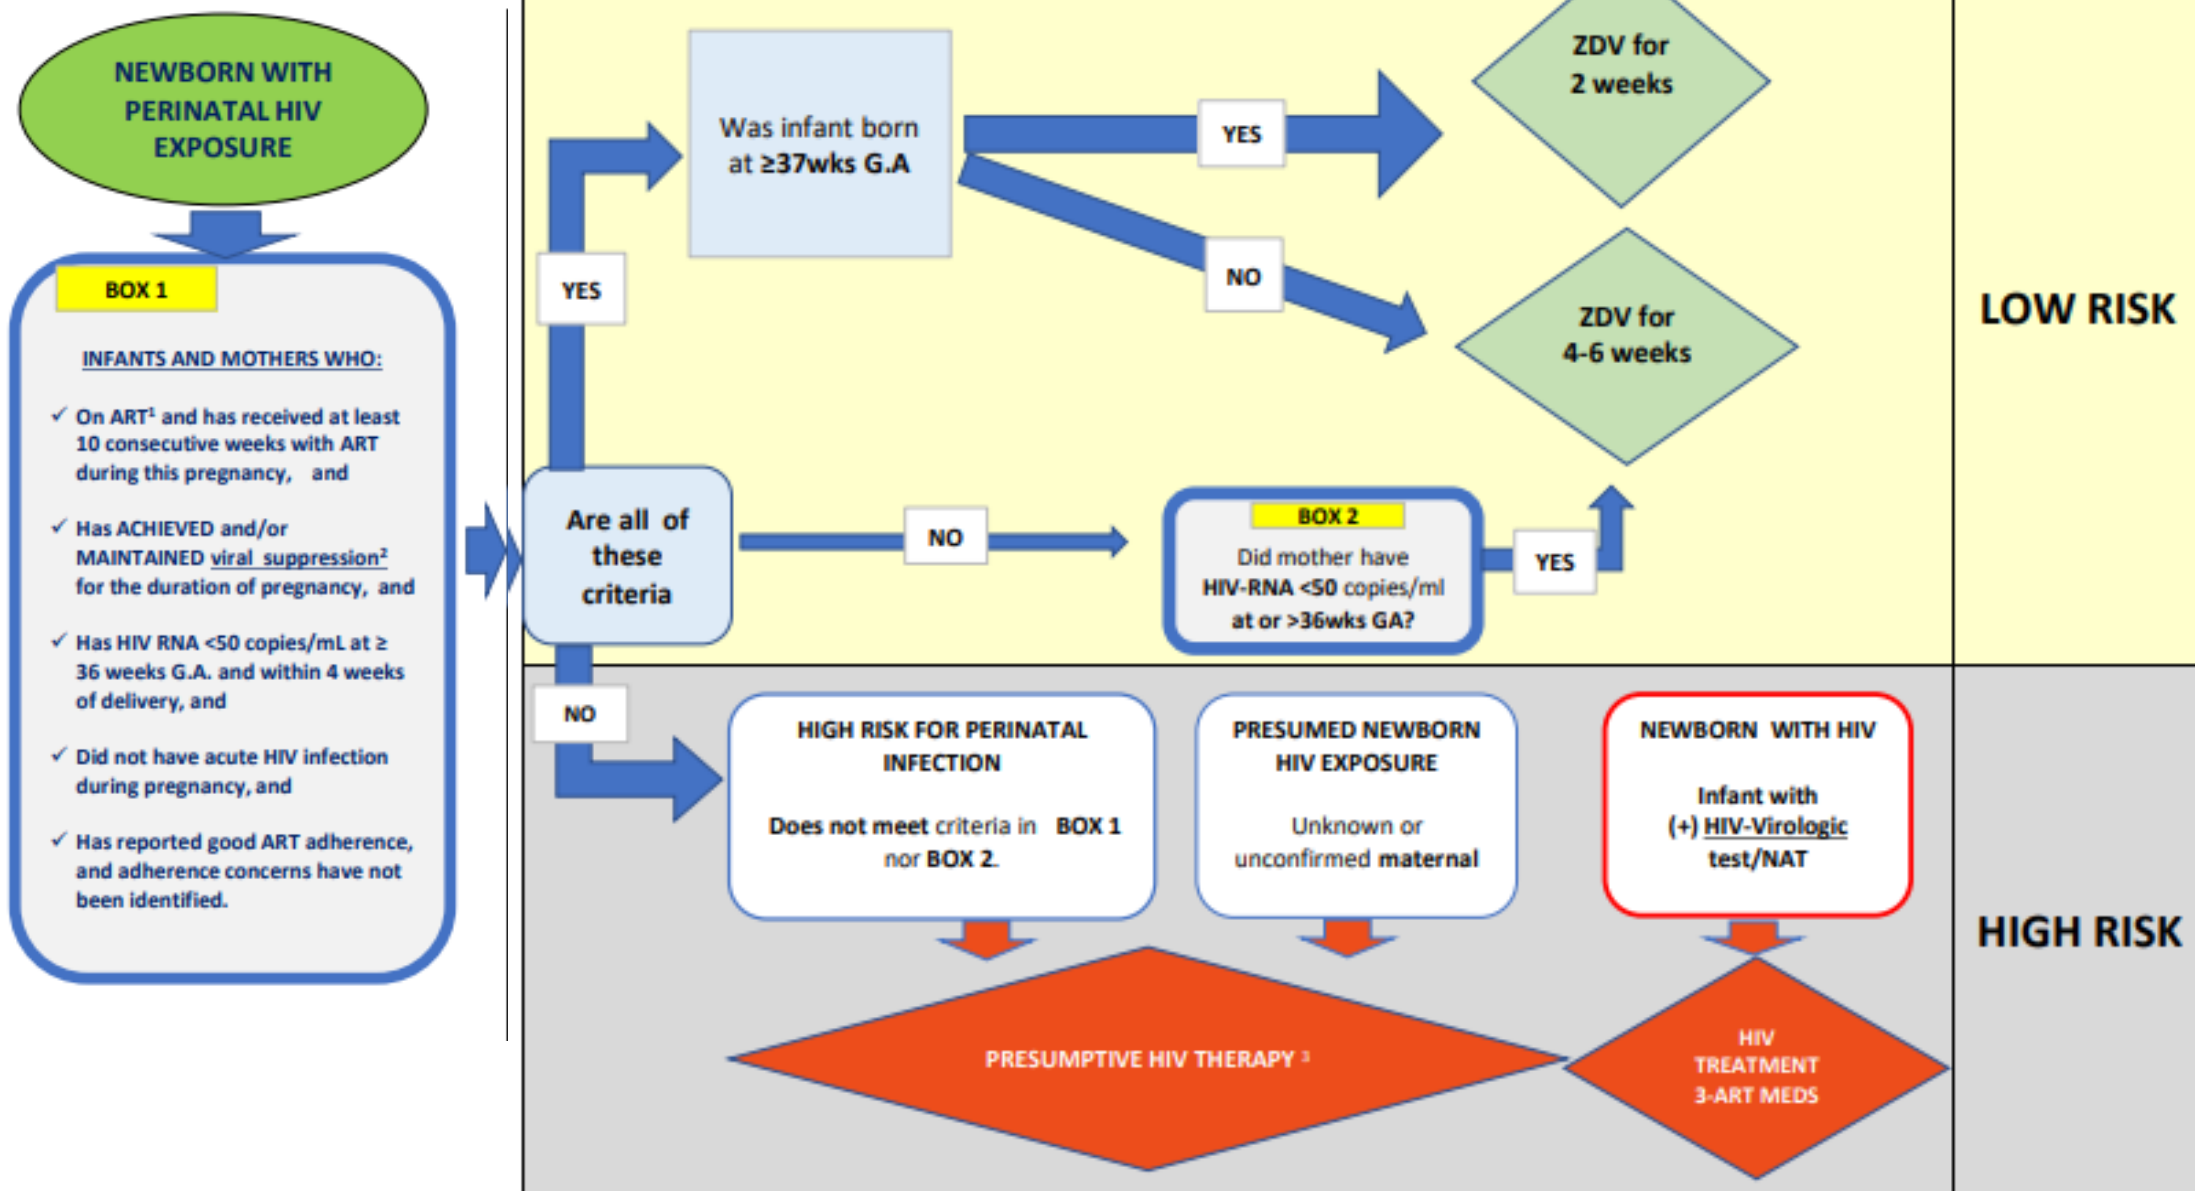 NEWBORN WITH
PERINATAL HIV
EXPOSURE
BOX 1
INFANTS AND MOTHERS WHO:
✓ On ART¹ and has received at least
10 consecutive weeks with ART
during this pregnancy, and
✓ Has ACHIEVED and/or
MAINTAINED viral suppression²
for the duration of pregnancy, and
✓ Has HIV RNA <50 copies/mL at ≥
36 weeks G.A. and within 4 weeks
of delivery, and
✓ Did not have acute HIV infection
during pregnancy, and
✓ Has reported good ART adherence,
and adherence concerns have not
been identified.
Are all of
these
criteria
YES
Was infant born
at ≥37wks G.A
YES
ZDV for
2 weeks
NO
ZDV for
4-6 weeks
NO
BOX 2
Did mother have
HIV-RNA <50 copies/ml
at or >36wks GA?
YES
LOW RISK
NO
HIGH RISK FOR PERINATAL
INFECTION
Does not meet criteria in BOX 1
nor BOX 2.
PRESUMED NEWBORN
HIV EXPOSURE
Unknown or
unconfirmed maternal
NEWBORN WITH HIV
Infant with
(+) HIV-Virologic
test/NAT
PRESUMPTIVE HIV THERAPY ³
HIV
TREATMENT
3-ART MEDS
HIGH RISK